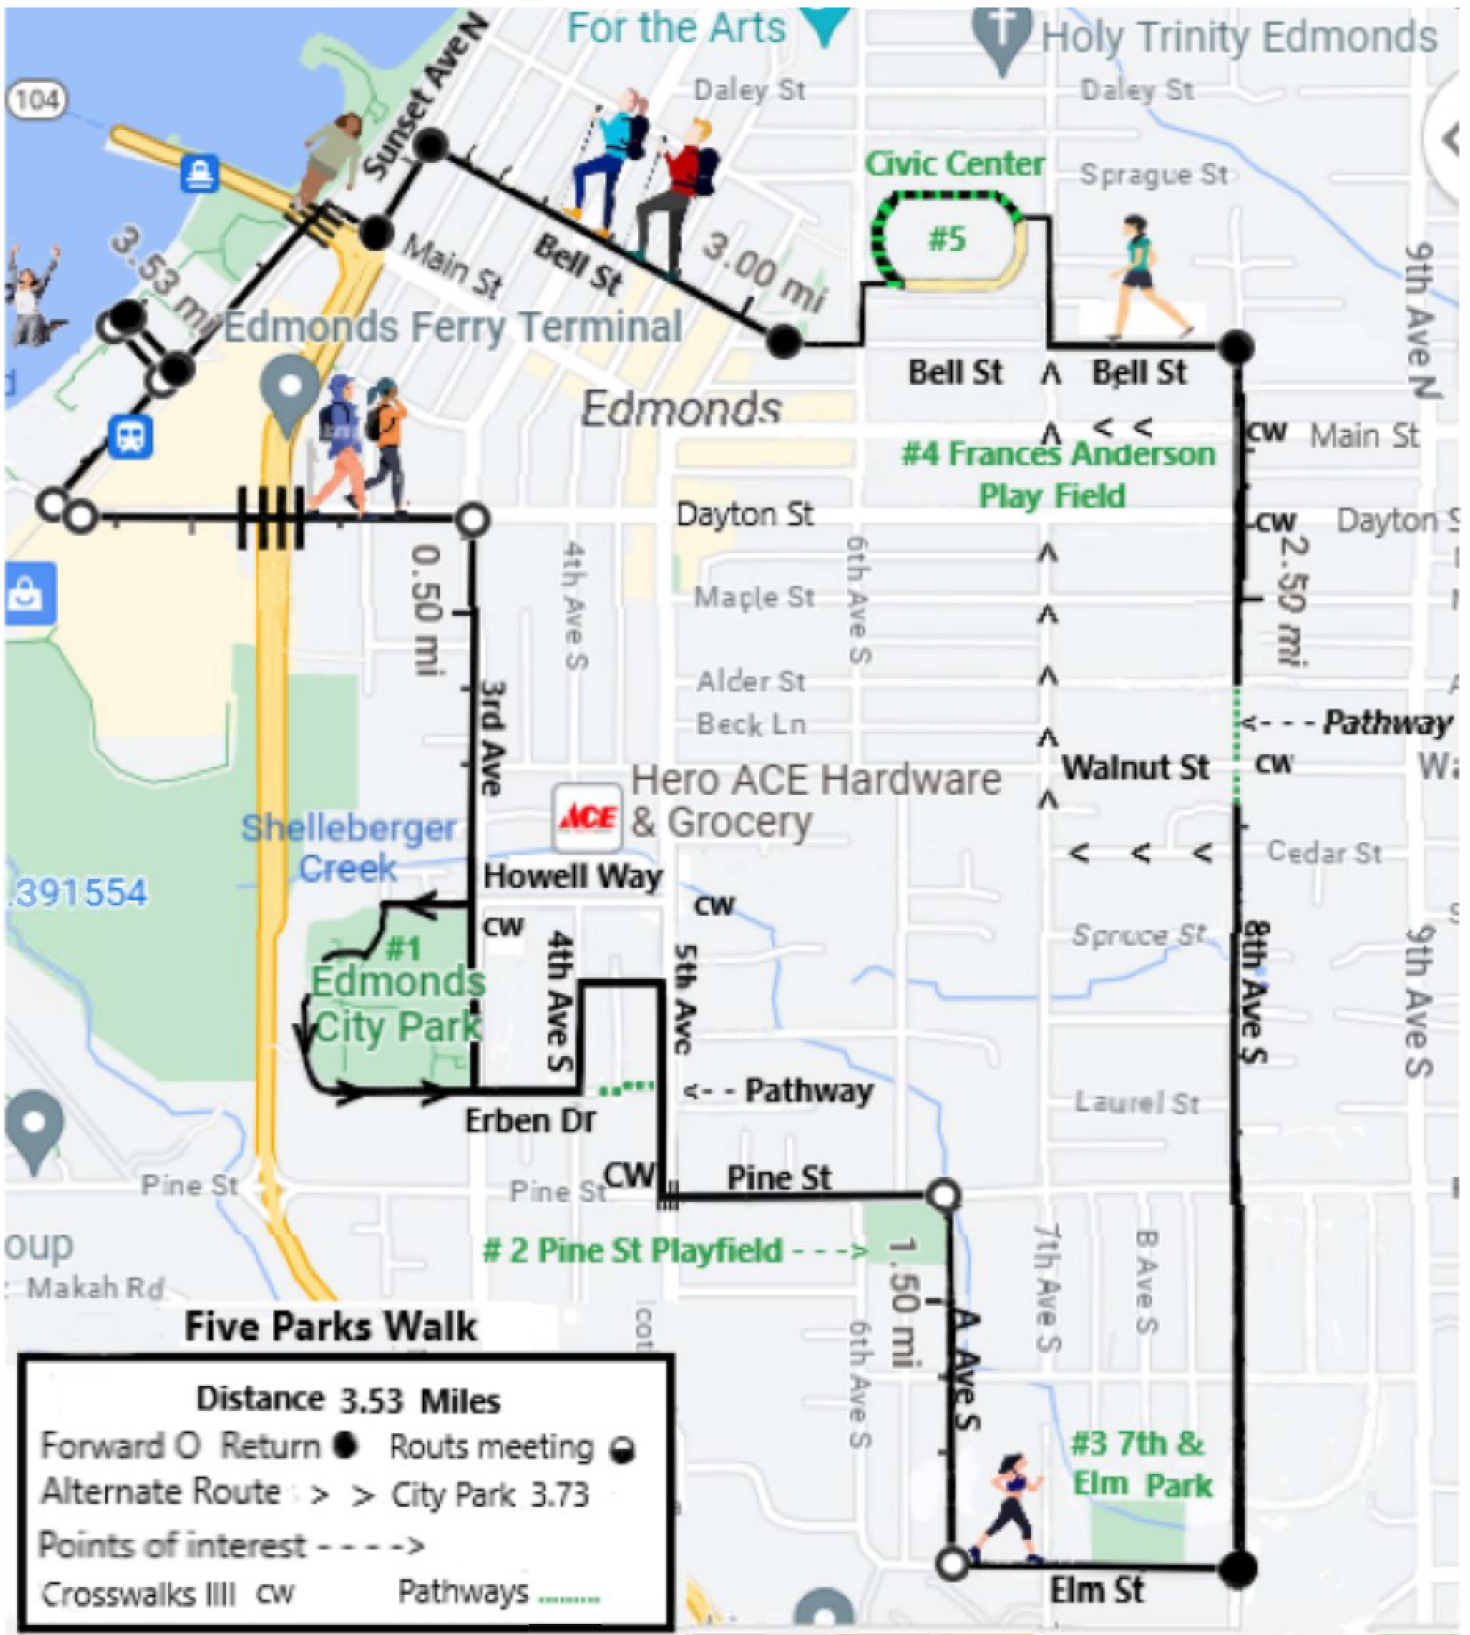 For the Arts
Holy Trinity Edmonds
104
Sunset Ave N
Daley St
Daley St
Civic Center
Sprague St
#5
3.53 mi
Main St
Bell St
3.00 mi
9th Ave N
Edmonds Ferry Terminal
Bell St
Bell St
Edmonds
CW
Main St
#4 Frances Anderson
Play Field
Dayton St
CW
Dayton S
0.50 mi
4th Ave S
6th Ave S
2.50 mi
Maple St
Alder St
3rd Ave
Beck Ln
<---- Pathway
Walnut St
CW
Wa
Hero ACE Hardware
& Grocery
ACE
Shelleberger
Creek
< < <
Cedar St
391554
Howell Way
CW
CW
#1
Edmonds
City Park
4th Ave S
5th Avc
Spruce St
8th Ave S
9th Ave S
<-- Pathway
Erben Dr
Laurel St
Pine St
Pine St
CW
Pine St
oup
Makah Rd
# 2 Pine St Playfield --->
1.50 mi
7th Ave S
B Ave S
A Ave S
6th Ave S
#3 7th &
Elm Park
Elm St
Five Parks Walk
Distance 3.53 Miles
Forward O Return ● Routs meeting
Alternate Route > > City Park 3.73
Points of interest ---->
Crosswalks IIII CW Pathways .........